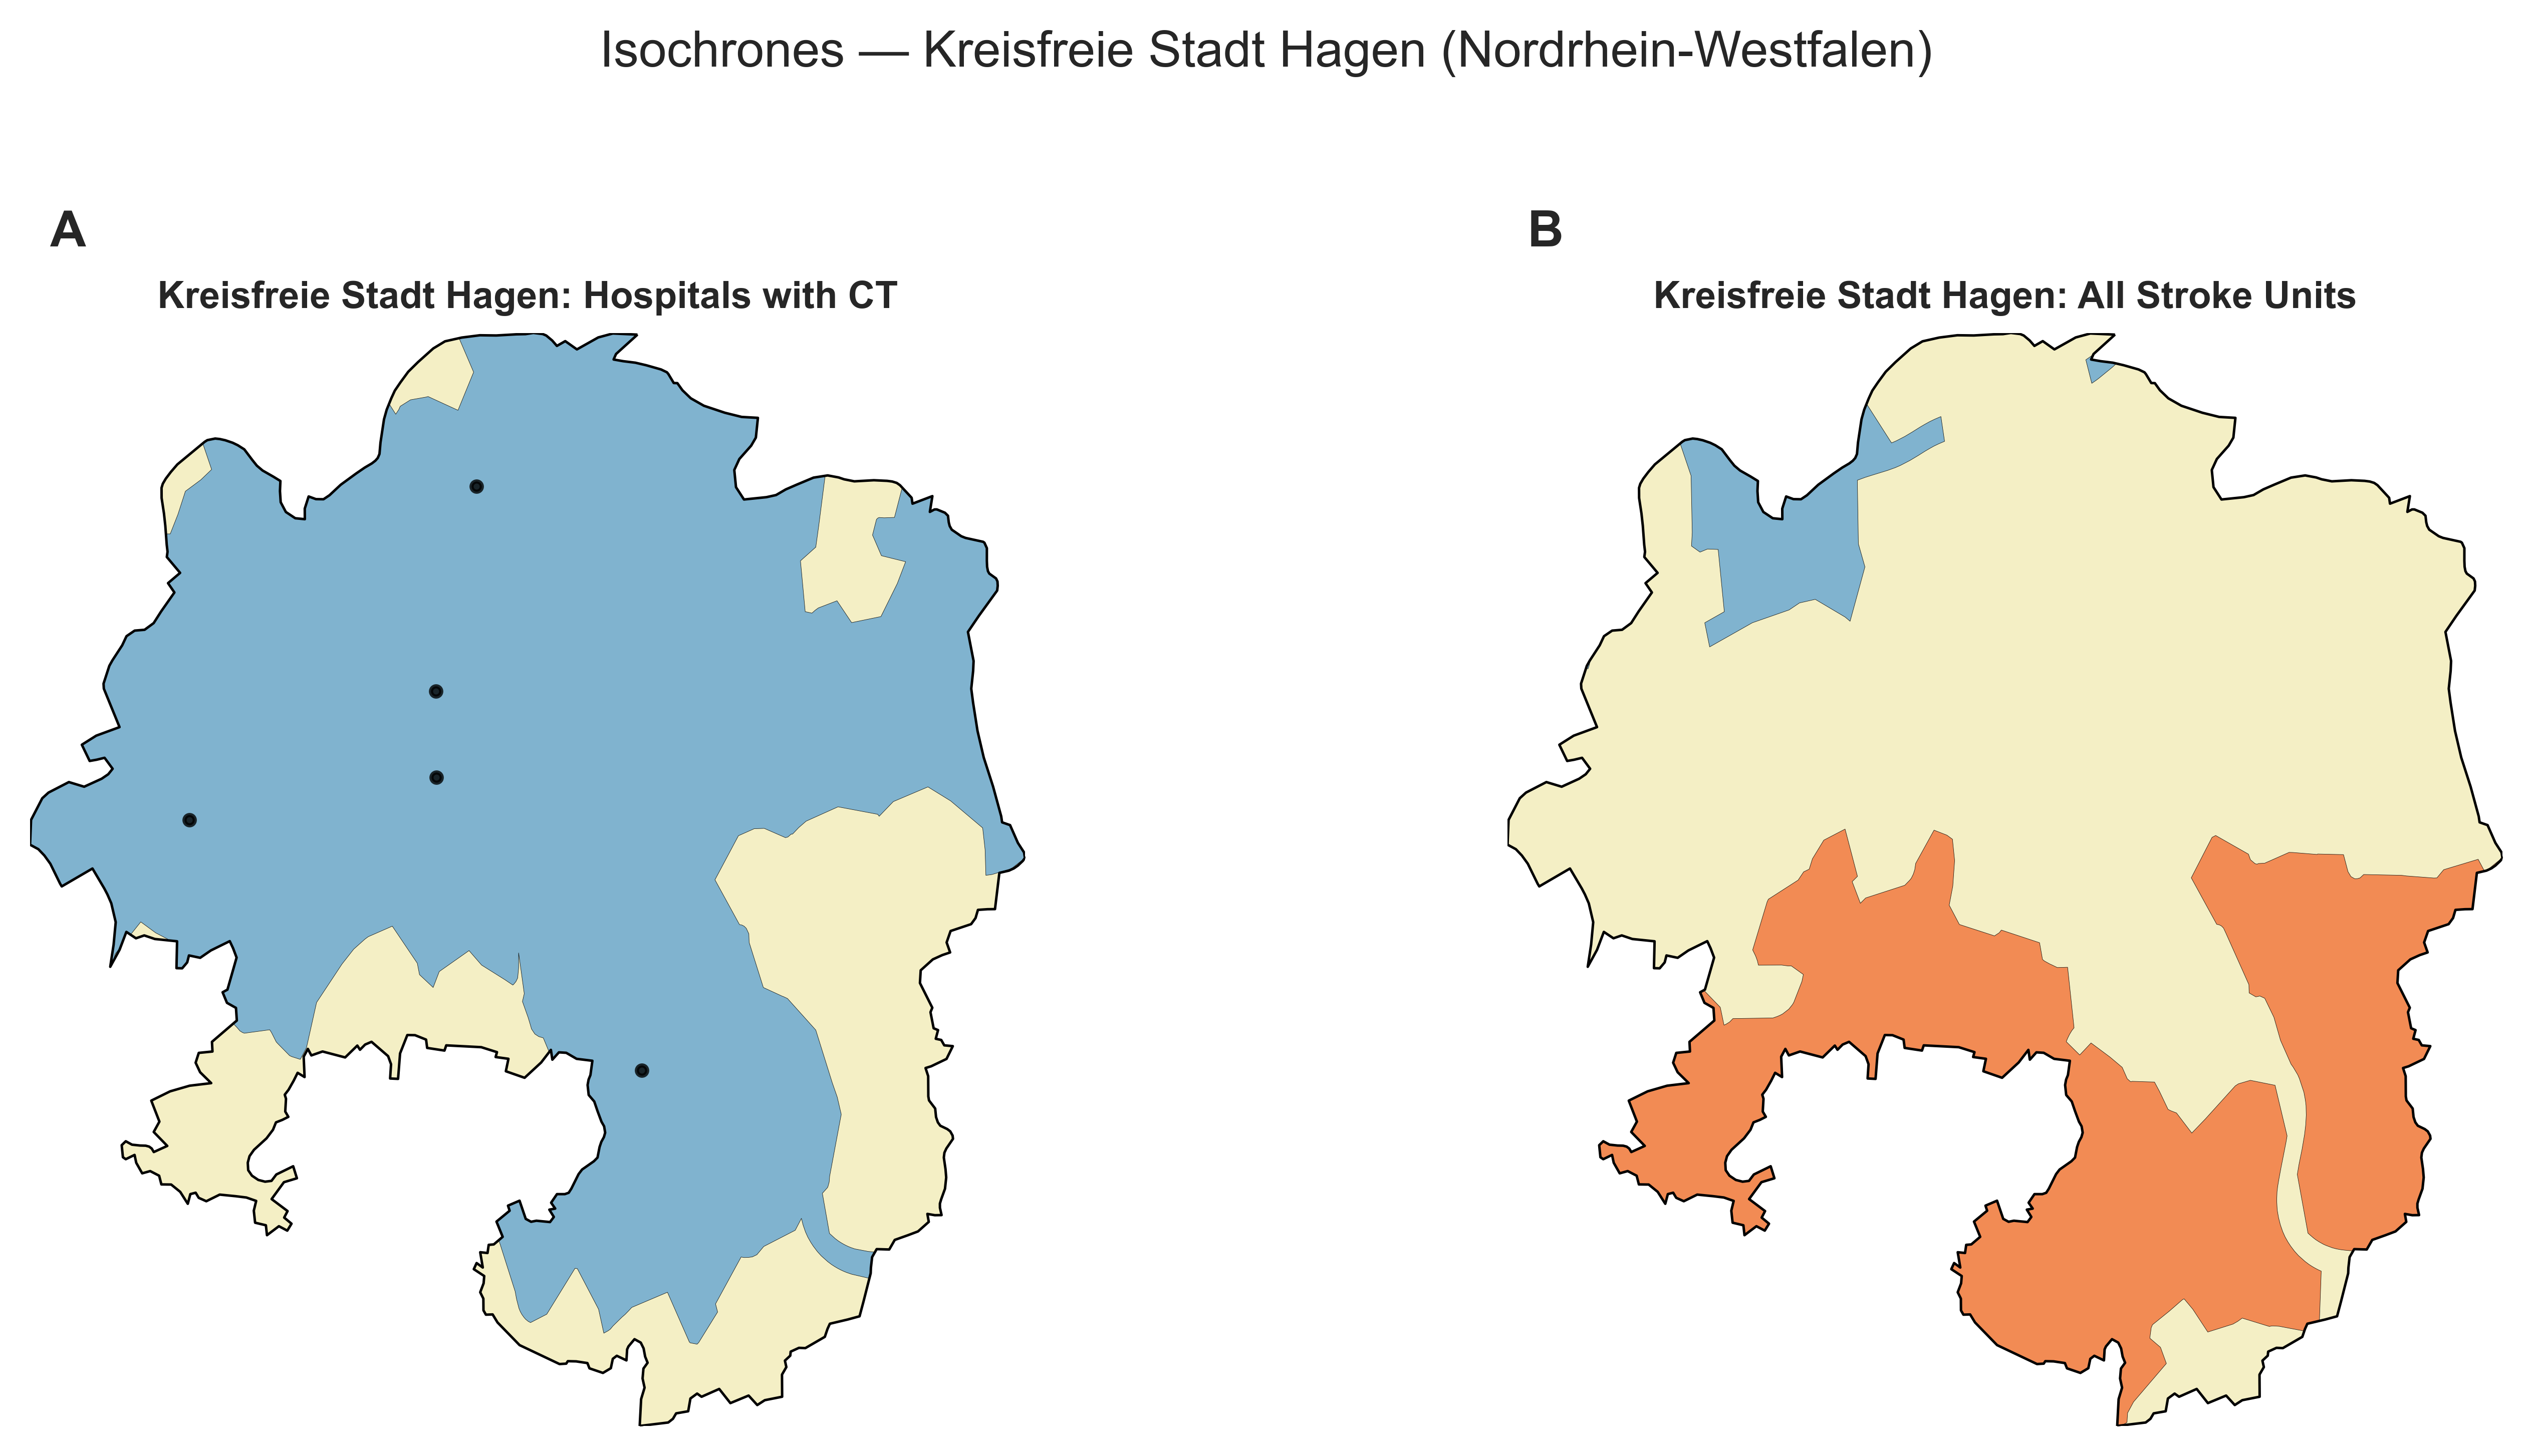 Isochrones — Kreisfreie Stadt Hagen (Nordrhein-Westfalen)
A
Kreisfreie Stadt Hagen: Hospitals with CT
B
Kreisfreie Stadt Hagen: All Stroke Units